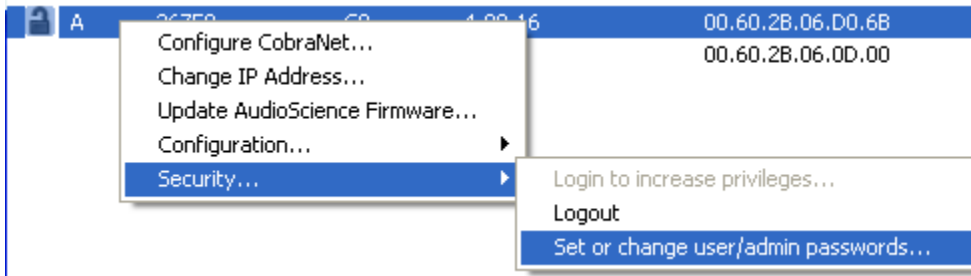 A 00.60.2B.06.D0.6B
Configure CobraNet... 00.60.2B.06.0D.00
Change IP Address...
Update AudioScience Firmware...
Configuration...
Security... Login to increase privileges...
Logout
Set or change user/admin passwords...